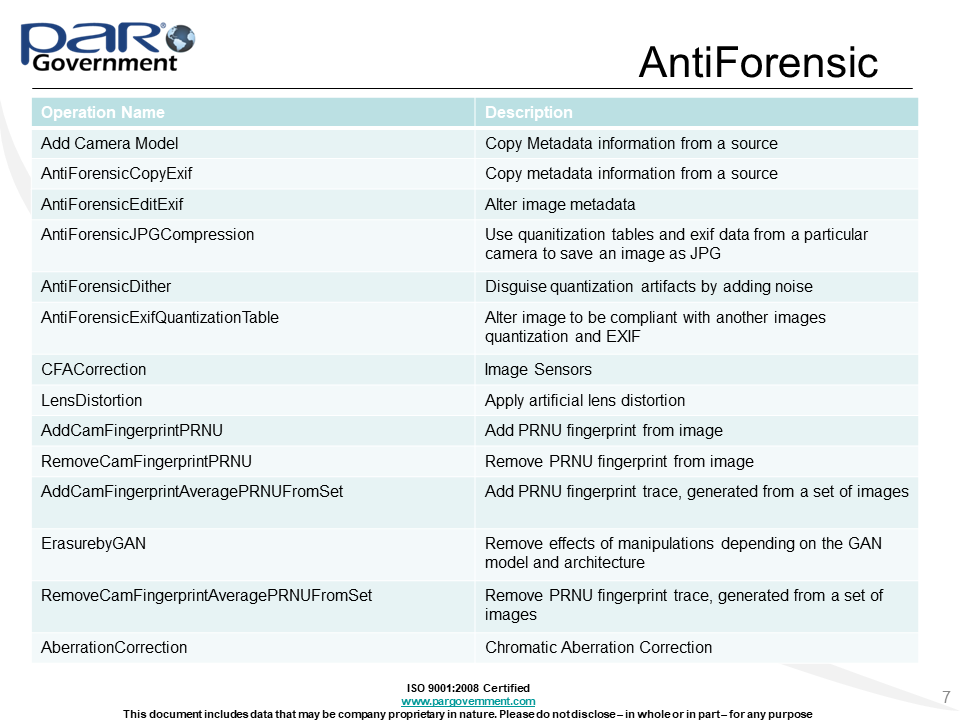 PAR®
Government
AntiForensic
Operation Name Description
Add Camera Model Copy Metadata information from a source
AntiForensicCopyExif Copy metadata information from a source
AntiForensicEditExif Alter image metadata
AntiForensicJPGCompression Use quanitization tables and exif data from a particular
camera to save an image as JPG
AntiForensicDither Disguise quantization artifacts by adding noise
AntiForensicExifQuantizationTable Alter image to be compliant with another images
quantization and EXIF
CFACorrection Image Sensors
LensDistortion Apply artificial lens distortion
AddCamFingerprintPRNU Add PRNU fingerprint from image
RemoveCamFingerprintPRNU Remove PRNU fingerprint from image
AddCamFingerprintAveragePRNUFromSet Add PRNU fingerprint trace, generated from a set of images
ErasurebyGAN Remove effects of manipulations depending on the GAN
model and architecture
RemoveCamFingerprintAveragePRNUFromSet Remove PRNU fingerprint trace, generated from a set of
images
AberrationCorrection Chromatic Aberration Correction
ISO 9001:2008 Certified
www.pargovernment.com
This document includes data that may be company proprietary in nature. Please do not disclose – in whole or in part – for any purpose
7